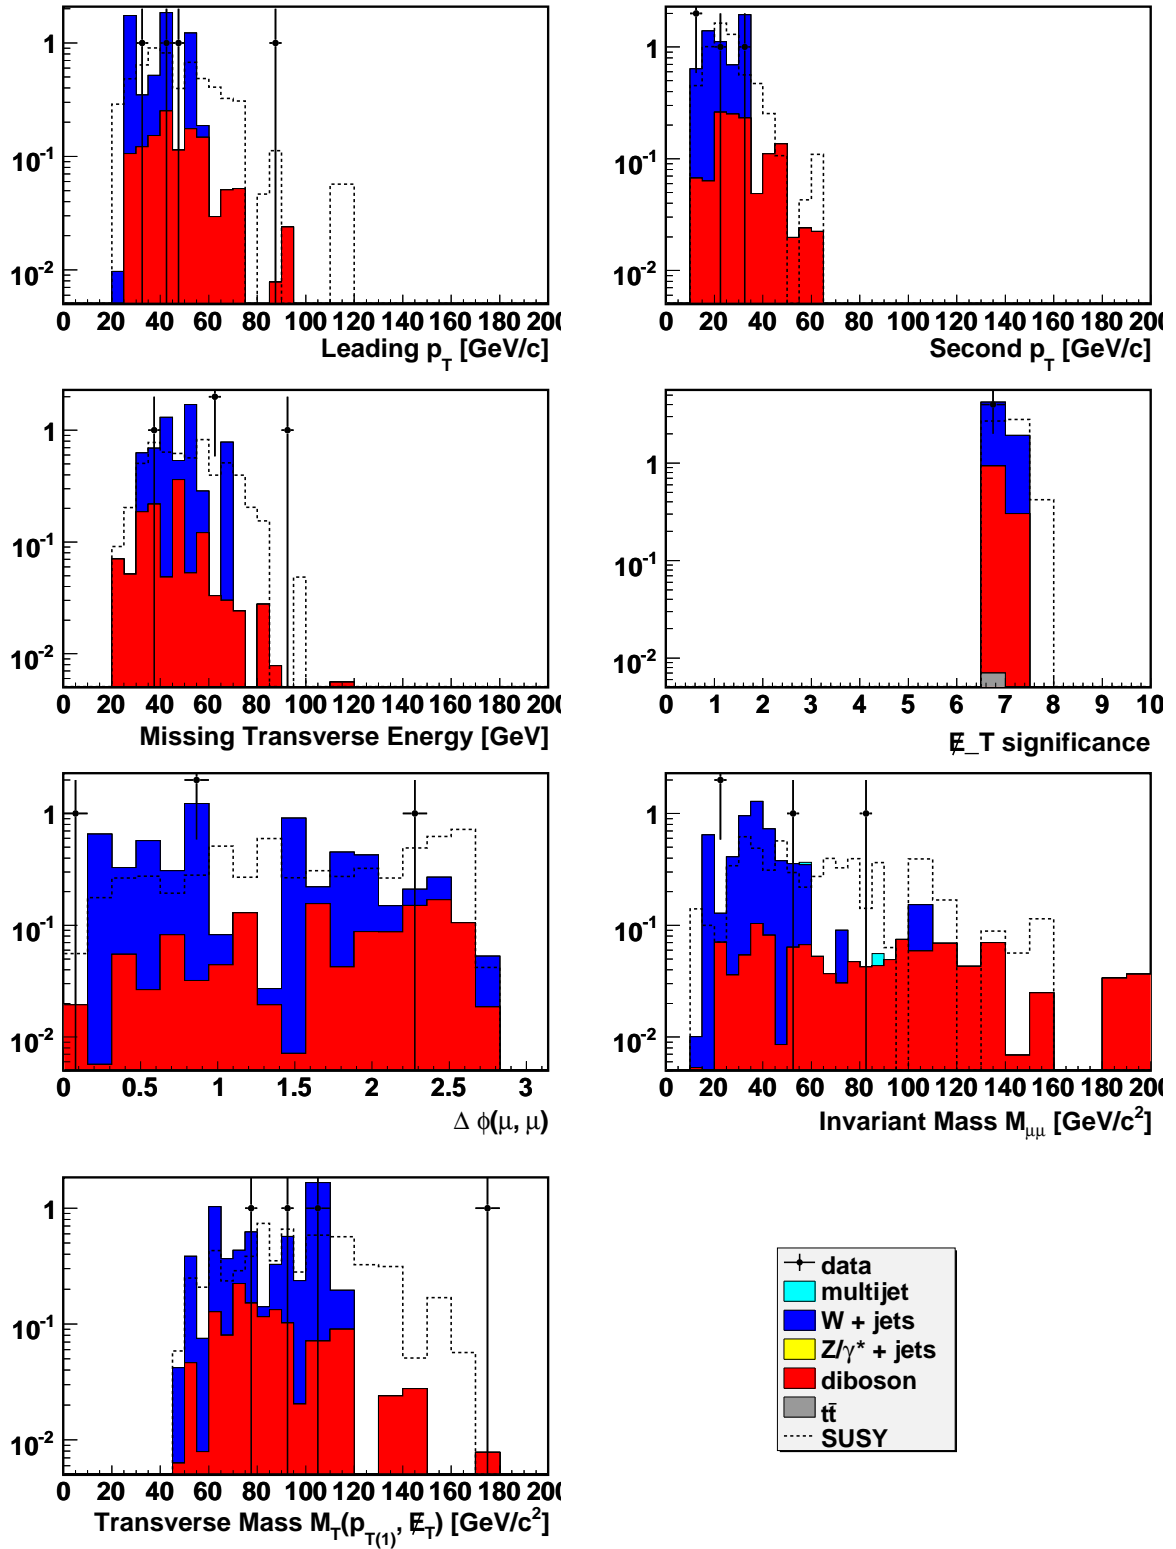 1
10-1
10-2
0 20 40 60 80 100 120 140 160 180 200
Leading pT [GeV/c]
1
10-1
10-2
0 20 40 60 80 100 120 140 160 180 200
Second pT [GeV/c]
1
10-1
10-2
0 20 40 60 80 100 120 140 160 180 200
Missing Transverse Energy [GeV]
1
10-1
10-2
0 1 2 3 4 5 6 7 8 9 10
E̸_T significance
1
10-1
10-2
0 0.5 1 1.5 2 2.5 3
Δ ϕ(μ, μ)
1
10-1
10-2
0 20 40 60 80 100 120 140 160 180 200
Invariant Mass Mμμ [GeV/c2]
1
10-1
10-2
0 20 40 60 80 100 120 140 160 180 200
Transverse Mass MT(pT(1), E̸T) [GeV/c2]
data
multijet
W + jets
Z/γ* + jets
diboson
tt̄
SUSY